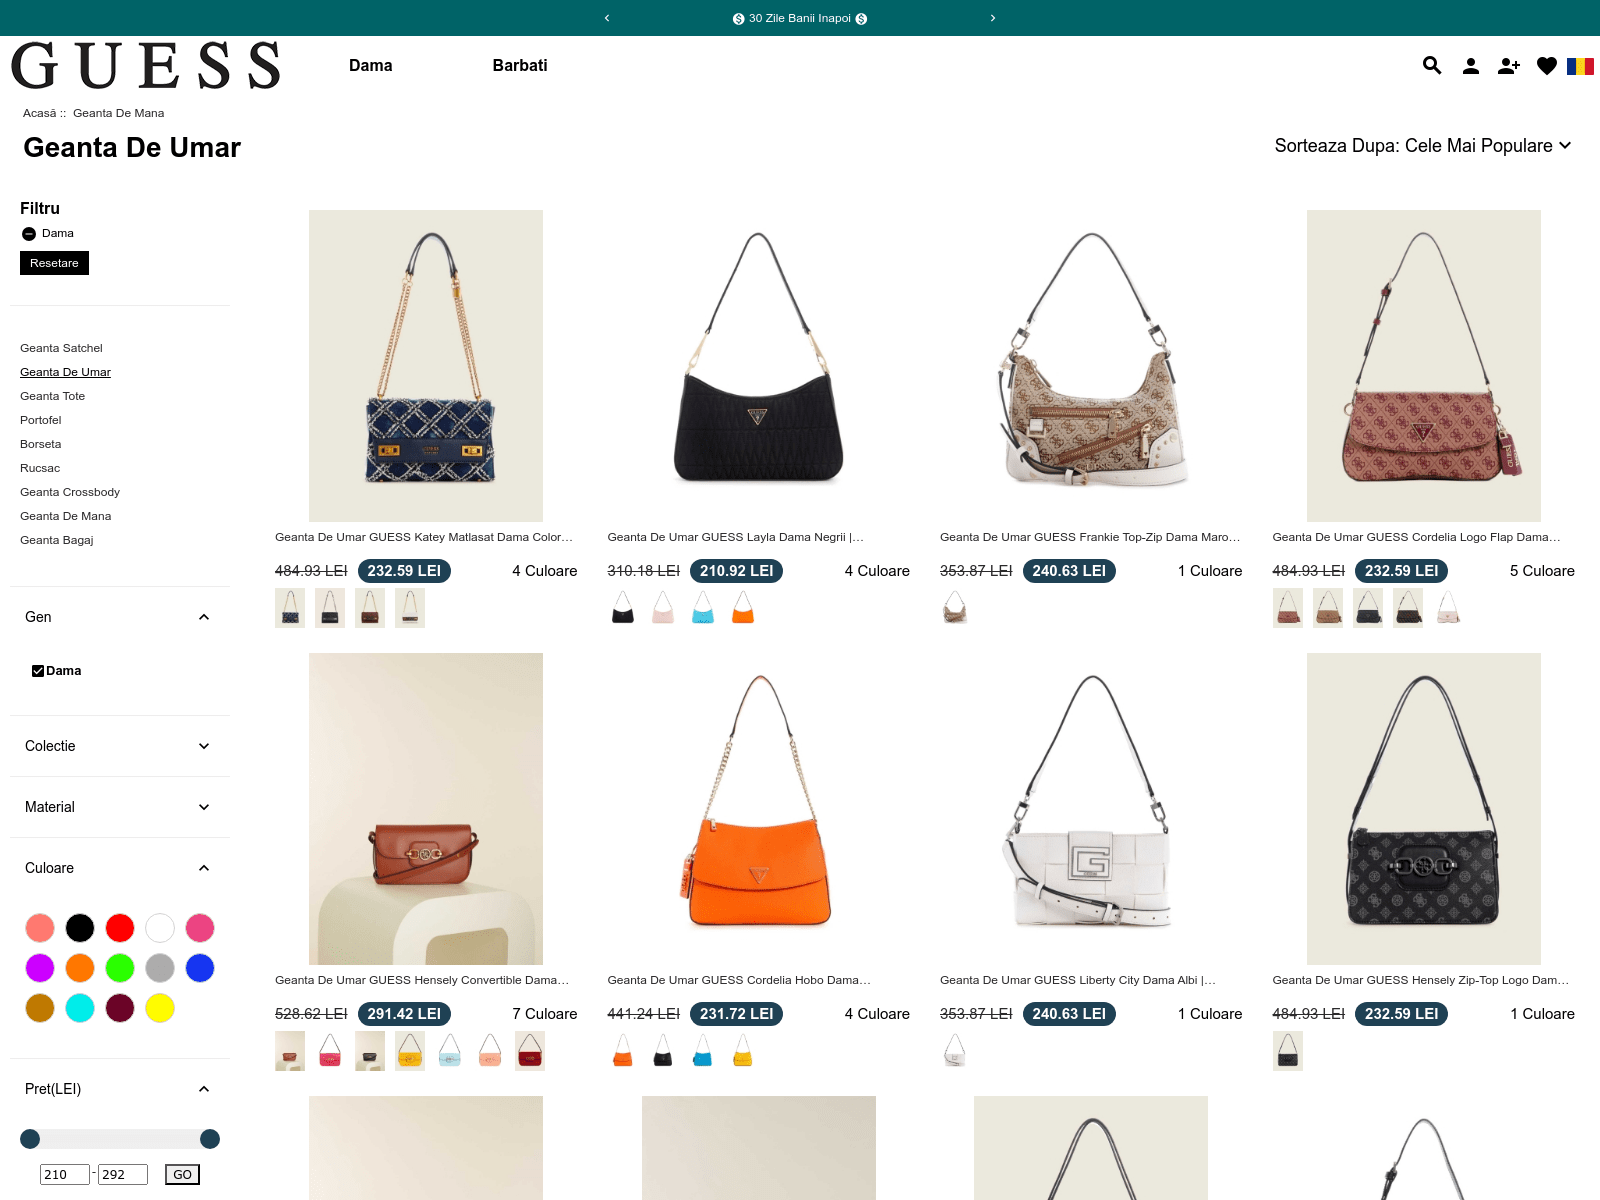 30 Zile Banii Inapoi
GUESS
Dama
Barbati
Acasă :: Geanta De Mana
Geanta De Umar
Sorteaza Dupa: Cele Mai Populare
Filtru
Dama
Resetare
Geanta Satchel
Geanta De Umar
Geanta Tote
Portofel
Borseta
Rucsac
Geanta Crossbody
Geanta De Mana
Geanta Bagaj
Gen
Dama
Colectie
Material
Culoare
Pret(LEI)
210 - 292 GO
Geanta De Umar GUESS Katey Matlasat Dama Color...
484.93 LEI 232.59 LEI 4 Culoare
Geanta De Umar GUESS Layla Dama Negrii |...
310.18 LEI 210.92 LEI 4 Culoare
Geanta De Umar GUESS Frankie Top-Zip Dama Maro...
353.87 LEI 240.63 LEI 1 Culoare
Geanta De Umar GUESS Cordelia Logo Flap Dama...
484.93 LEI 232.59 LEI 5 Culoare
Geanta De Umar GUESS Hensely Convertible Dama...
528.62 LEI 291.42 LEI 7 Culoare
Geanta De Umar GUESS Cordelia Hobo Dama...
441.24 LEI 231.72 LEI 4 Culoare
Geanta De Umar GUESS Liberty City Dama Albi |...
353.87 LEI 240.63 LEI 1 Culoare
Geanta De Umar GUESS Hensely Zip-Top Logo Dam...
484.93 LEI 232.59 LEI 1 Culoare